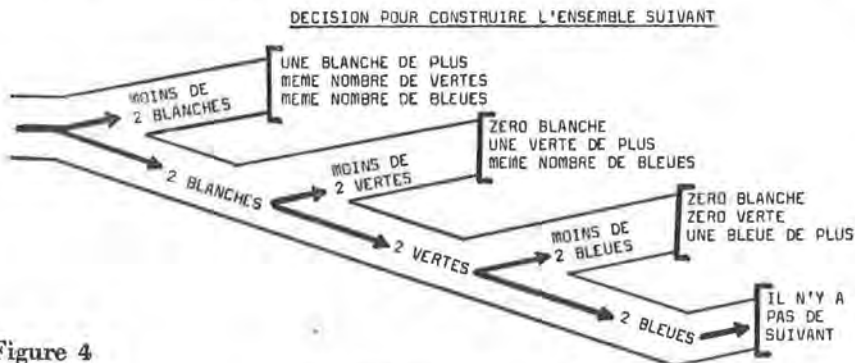 DECISION POUR CONSTRUIRE L'ENSEMBLE SUIVANT
MOINS DE
2 BLANCHES
UNE BLANCHE DE PLUS
MEME NOMBRE DE VERTES
MEME NOMBRE DE BLEUES
2 BLANCHES
MOINS DE
2 VERTES
ZERO BLANCHE
UNE VERTE DE PLUS
MEME NOMBRE DE BLEUES
2 VERTES
MOINS DE
2 BLEUES
ZERO BLANCHE
ZERO VERTE
UNE BLEUE DE PLUS
2 BLEUES
IL N'Y A
PAS DE
SUIVANT
Figure 4